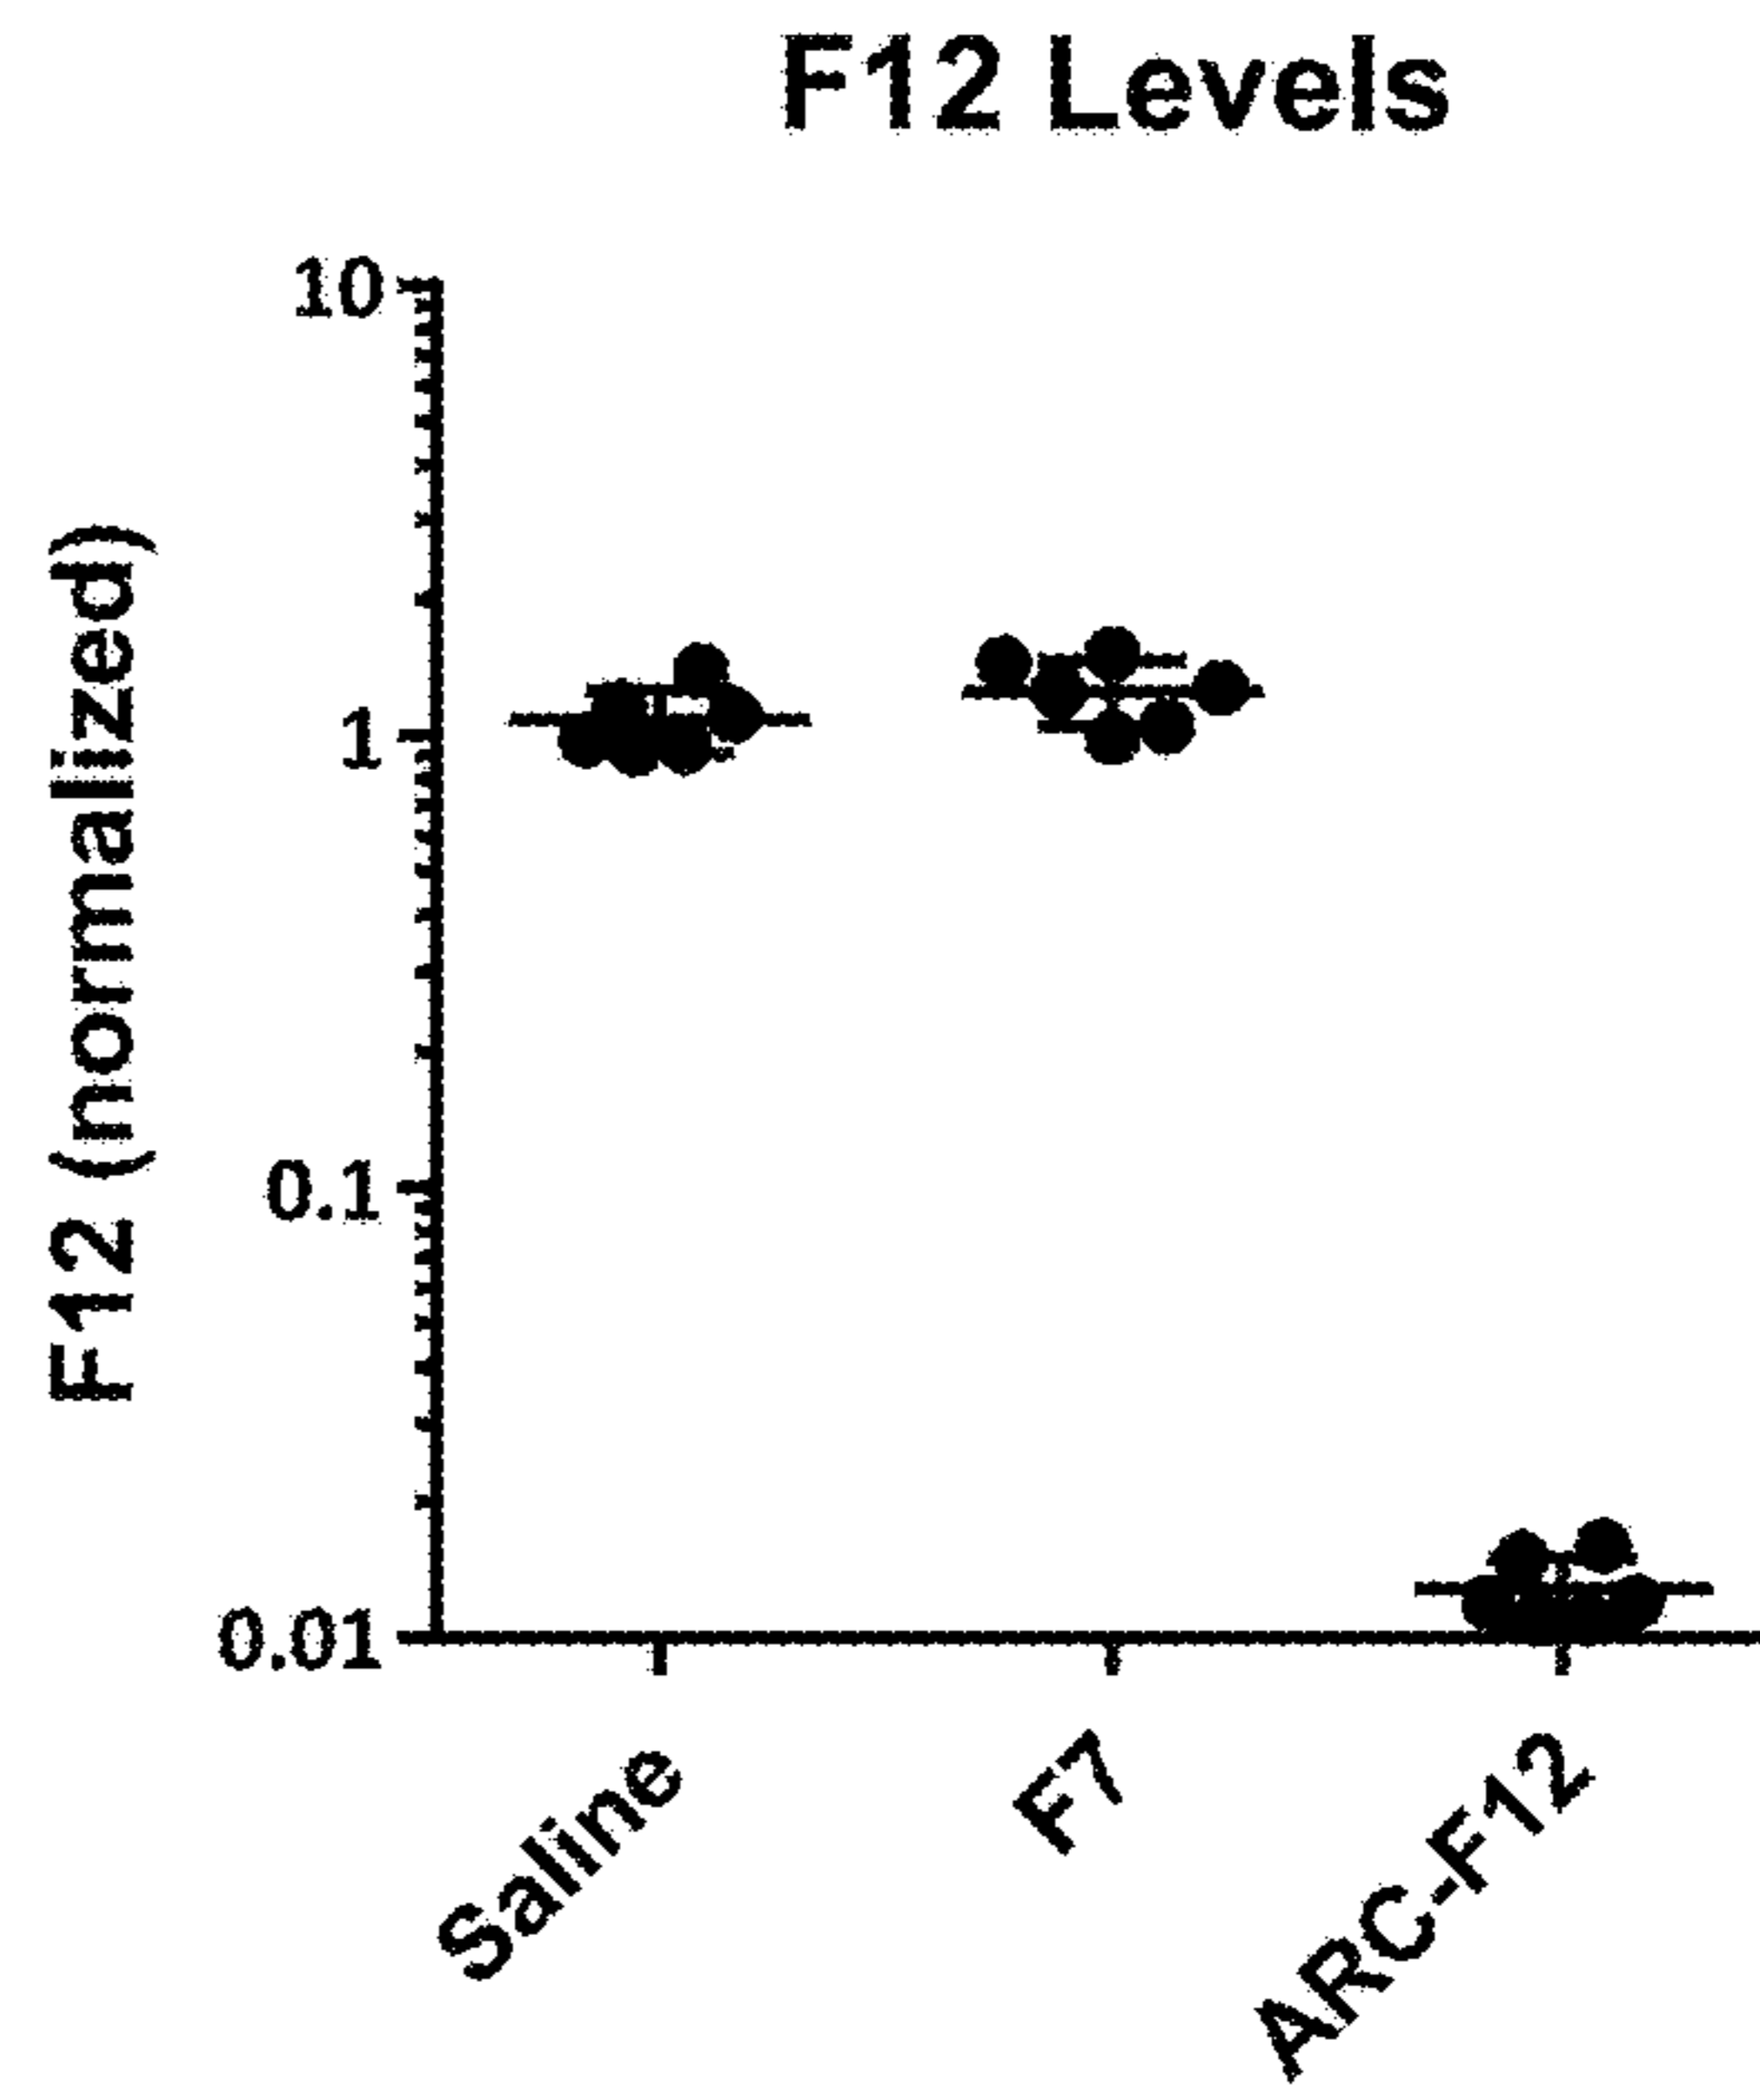 F12 Levels
F12 (normalized)
10
1
0.1
0.01
Saline
F7
ARC-F12